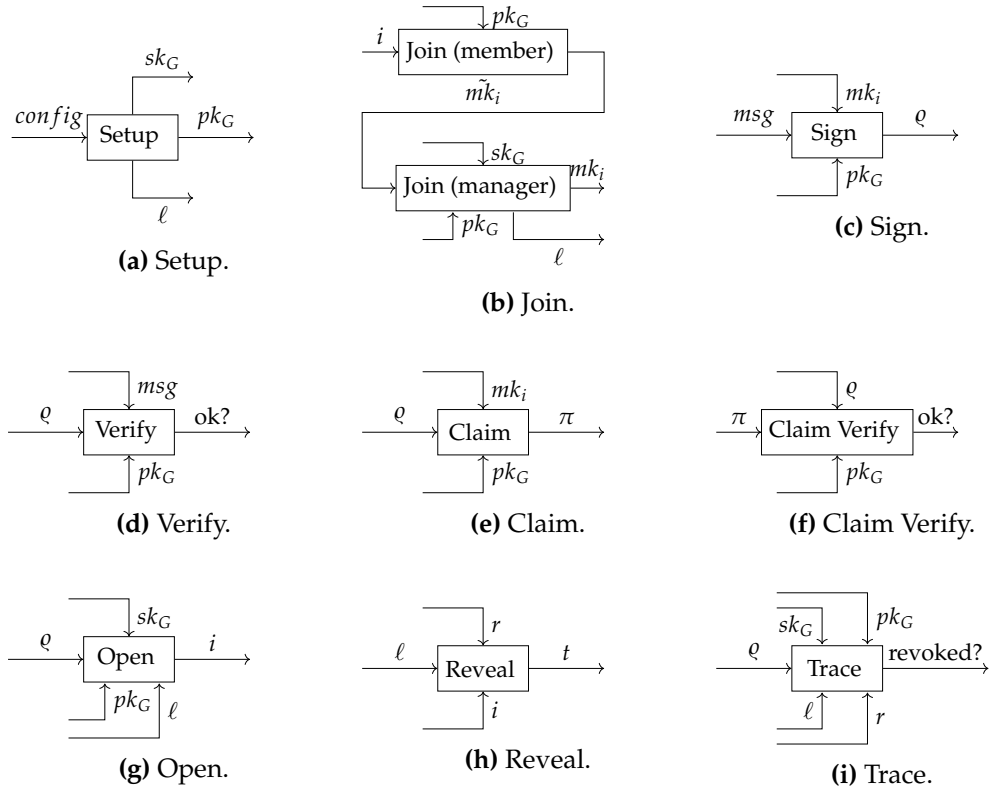 sk_G
config
Setup
pk_G
ℓ
(a) Setup.
pk_G
i
Join (member)
m̃k_i
sk_G
Join (manager)
mk_i
pk_G
ℓ
(b) Join.
mk_i
msg
Sign
ϱ
pk_G
(c) Sign.
msg
ϱ
Verify
ok?
pk_G
(d) Verify.
mk_i
ϱ
Claim
π
pk_G
(e) Claim.
ϱ
π
Claim Verify
ok?
pk_G
(f) Claim Verify.
sk_G
ϱ
Open
i
pk_G
ℓ
(g) Open.
r
ℓ
Reveal
t
i
(h) Reveal.
sk_G
pk_G
ϱ
Trace
revoked?
ℓ
r
(i) Trace.